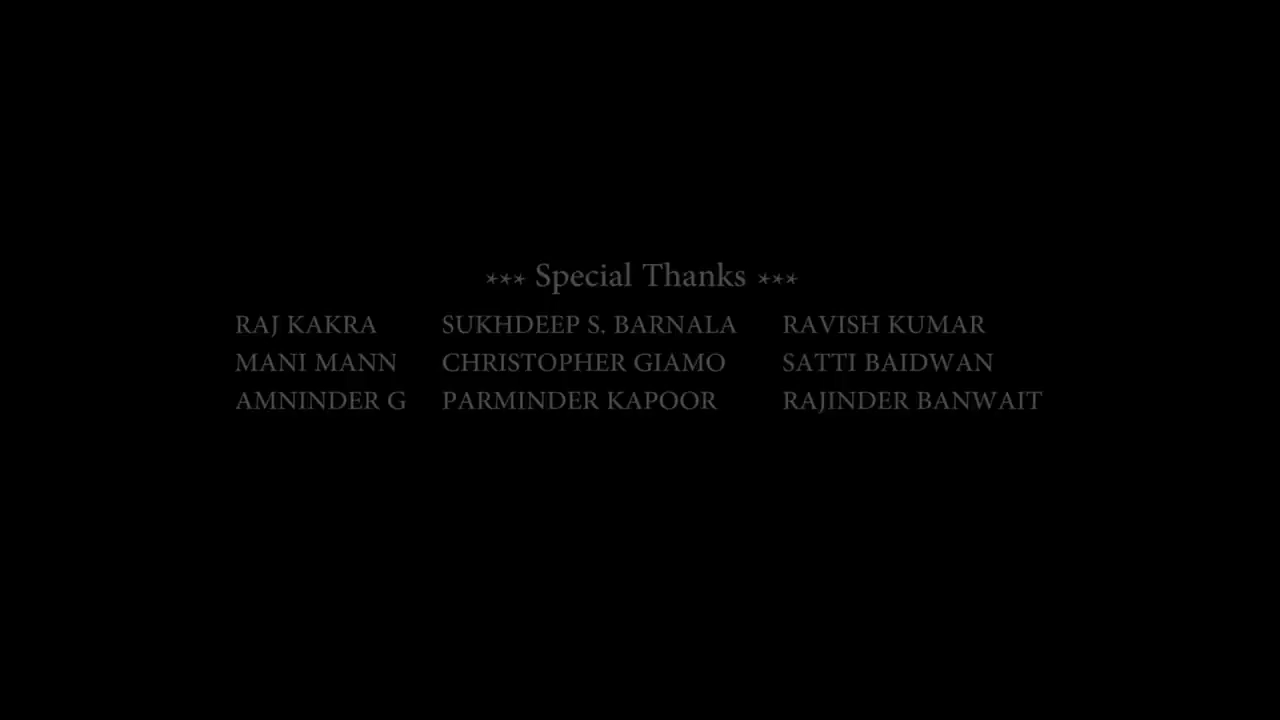 *** Special Thanks ***
RAJ KAKRA SUKHDEEP S. BARNALA RAVISH KUMAR
MANI MANN CHRISTOPHER GIAMO SATTI BAIDWAN
AMNINDER G PARMINDER KAPOOR RAJINDER BANWAIT